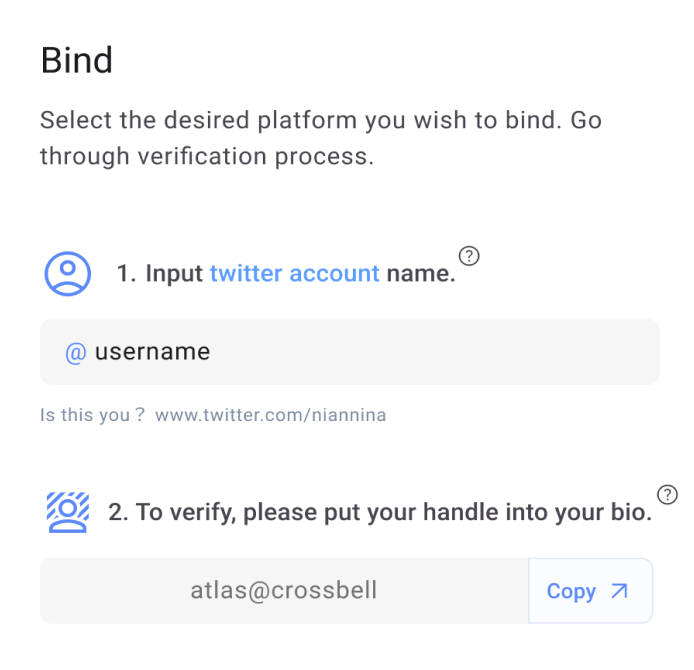 Bind
Select the desired platform you wish to bind. Go
through verification process.
1. Input twitter account name. ?
@ username
Is this you？ www.twitter.com/niannina
2. To verify, please put your handle into your bio. ?
atlas@crossbell
Copy